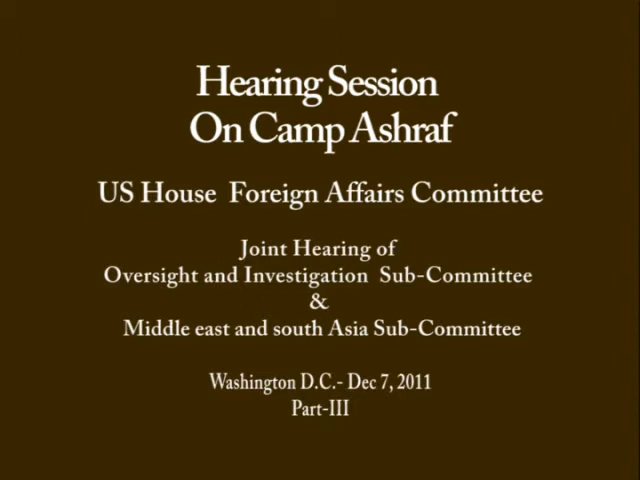 Hearing Session
On Camp Ashraf
US House Foreign Affairs Committee
Joint Hearing of
Oversight and Investigation Sub-Committee
&
Middle east and south Asia Sub-Committee
Washington D.C.- Dec 7, 2011
Part-III